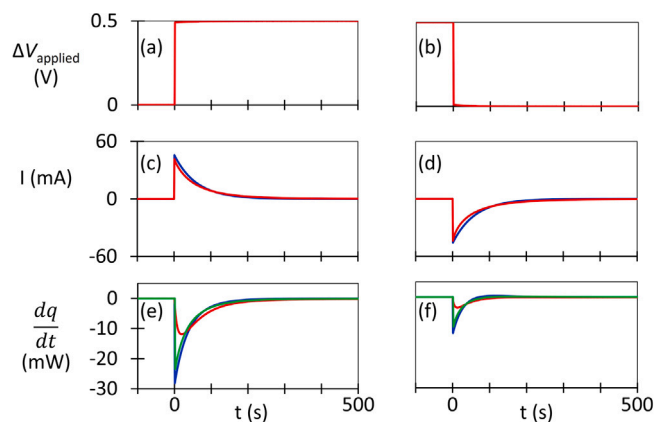 0.5
(a)
(b)
ΔVapplied
(V)
0
60
(c)
(d)
I (mA)
0
-60
0
(e)
(f)
dq
dt
-10
(mW)
-20
-30
0
t (s)
500
0
t (s)
500